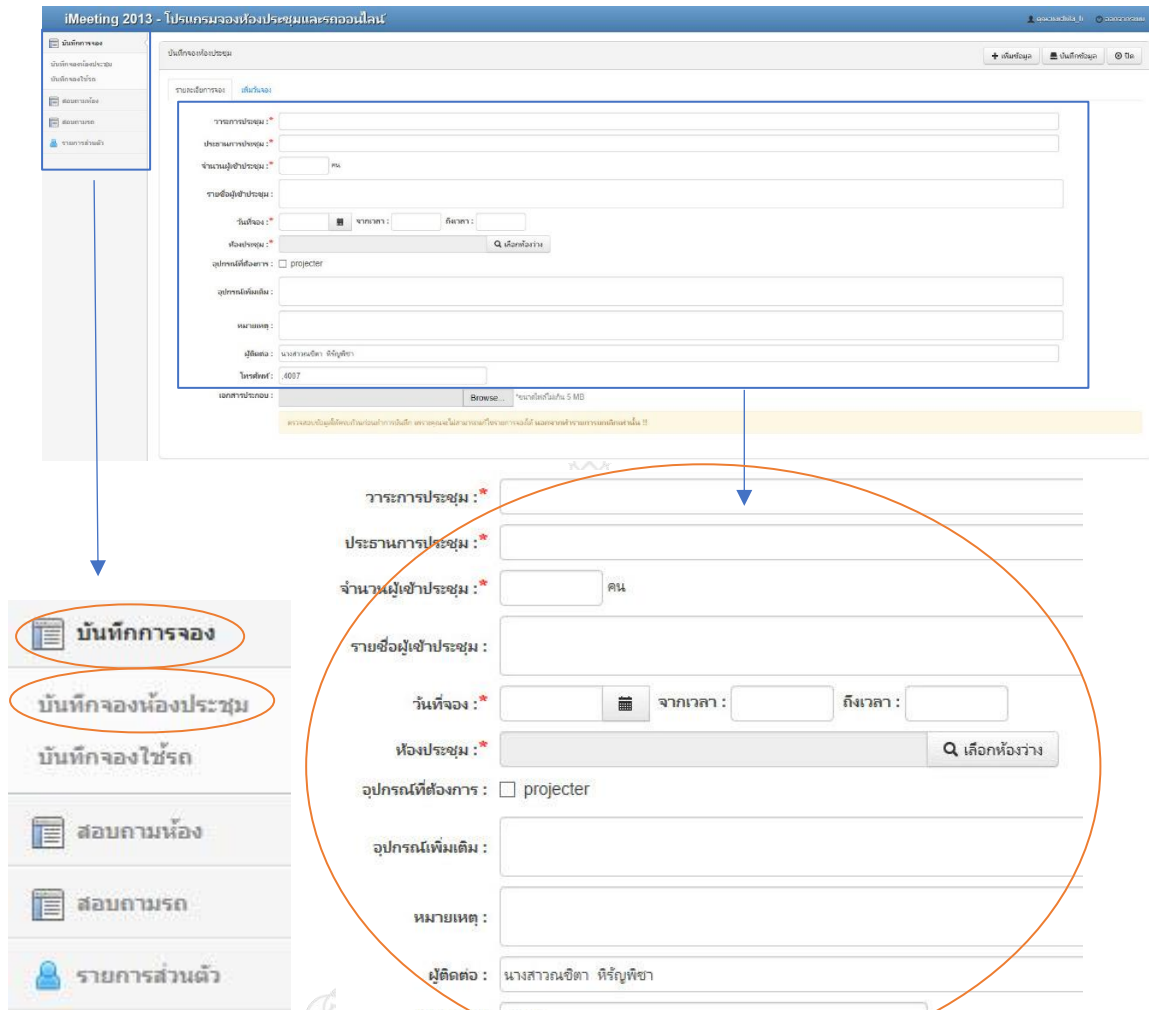 iMeeting 2013 - โปรแกรมจองห้องประชุมและรถออนไลน์
บันทึกการจอง
บันทึกจองห้องประชุม
บันทึกจองใช้รถ
สอบถามห้อง
สอบถามรถ
รายการส่วนตัว
บันทึกจองห้องประชุม
เพิ่มข้อมูล บันทึกข้อมูล ปิด
รายละเอียดการจอง เพิ่มวันจอง
วาระการประชุม :*
ประธานการประชุม :*
จำนวนผู้เข้าประชุม :* คน
รายชื่อผู้เข้าประชุม :
วันที่จอง :* จากเวลา : ถึงเวลา :
ห้องประชุม :* เลือกห้องว่าง
อุปกรณ์ที่ต้องการ : projecter
อุปกรณ์เพิ่มเติม :
หมายเหตุ :
ผู้ติดต่อ : นางสาวณชิตา หิรัญพิชา
โทรศัพท์ : ,4097
เอกสารประกอบ : Browse... *ขนาดไฟล์ไม่เกิน 5 MB
วาระการประชุม :*
ประธานการประชุม :*
จำนวนผู้เข้าประชุม :* คน
รายชื่อผู้เข้าประชุม :
วันที่จอง :* จากเวลา : ถึงเวลา :
ห้องประชุม :* เลือกห้องว่าง
อุปกรณ์ที่ต้องการ : projecter
อุปกรณ์เพิ่มเติม :
หมายเหตุ :
ผู้ติดต่อ : นางสาวณชิตา หิรัญพิชา
บันทึกการจอง
บันทึกจองห้องประชุม
บันทึกจองใช้รถ
สอบถามห้อง
สอบถามรถ
รายการส่วนตัว